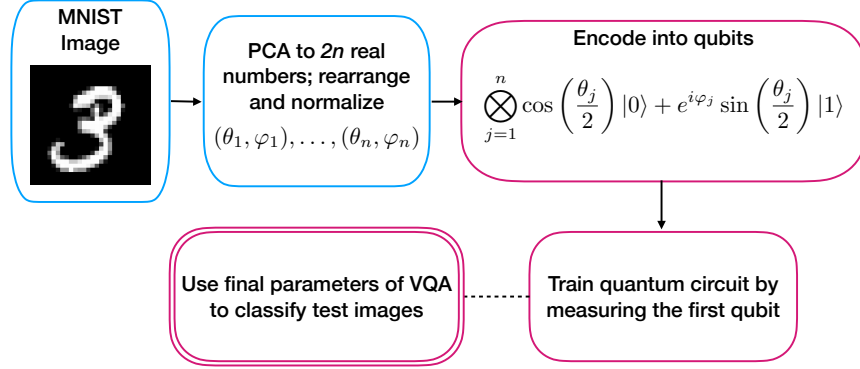 MNIST
Image
PCA to 2n real
numbers; rearrange
and normalize
(θ₁, φ₁), . . . , (θₙ, φₙ)
Encode into qubits
⨂ⱼ₌₁ⁿ cos (θⱼ/2) |0⟩ + e^{iφⱼ} sin (θⱼ/2) |1⟩
Use final parameters of VQA
to classify test images
Train quantum circuit by
measuring the first qubit